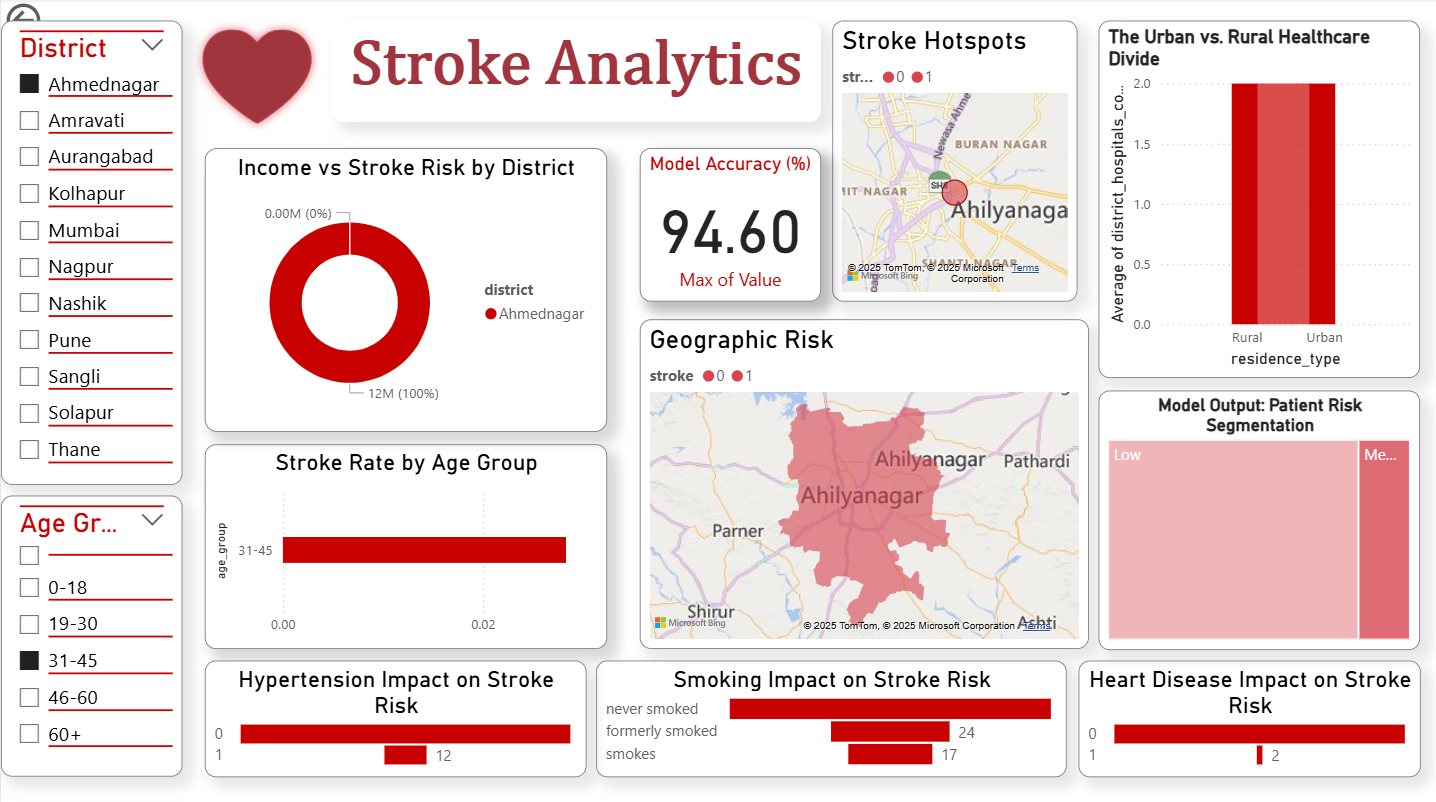 District
Ahmednagar
Amravati
Aurangabad
Kolhapur
Mumbai
Nagpur
Nashik
Pune
Sangli
Solapur
Thane
Age Gr...
0-18
19-30
31-45
46-60
60+
Stroke Analytics
Income vs Stroke Risk by District
0.00M (0%)
12M (100%)
district
Ahmednagar
Stroke Rate by Age Group
age_group
31-45
0.00
0.02
Model Accuracy (%)
94.60
Max of Value
Stroke Hotspots
str...
0
1
Newasa Ahme
BURAN NAGAR
MIT NAGAR
Ahilyanaga
SHANTI NAGAR
© 2025 TomTom, © 2025 Microsoft Corporation Terms
Microsoft Bing
Geographic Risk
stroke
0
1
Ahilyanagar
Pathardi
Ahilyanagar
Parner
Shirur
Ashti
Microsoft Bing
© 2025 TomTom, © 2025 Microsoft Corporation Terms
The Urban vs. Rural Healthcare
Divide
Average of district_hospitals_co...
2.0
1.5
1.0
0.5
0.0
Rural
Urban
residence_type
Model Output: Patient Risk
Segmentation
Low
Me...
Hypertension Impact on Stroke
Risk
0
1
12
Smoking Impact on Stroke Risk
never smoked
formerly smoked
24
smokes
17
Heart Disease Impact on Stroke
Risk
0
1
2